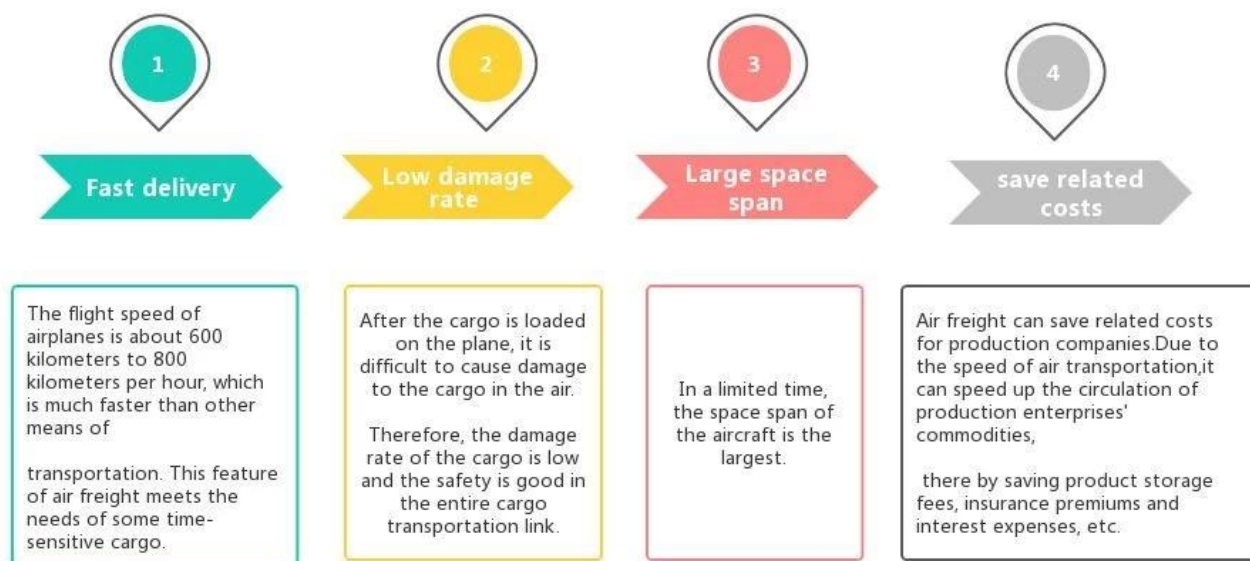 1
Fast delivery
The flight speed of
airplanes is about 600
kilometers to 800
kilometers per hour, which
is much faster than other
means of
transportation. This feature
of air freight meets the
needs of some time-
sensitive cargo.
2
Low damage
rate
After the cargo is loaded
on the plane, it is
difficult to cause damage
to the cargo in the air.
Therefore, the damage
rate of the cargo is low
and the safety is good in
the entire cargo
transportation link.
3
Large space
span
In a limited time,
the space span of
the aircraft is the
largest.
4
save related
costs
Air freight can save related costs
for production companies.Due to
the speed of air transportation,it
can speed up the circulation of
production enterprises'
commodities,
there by saving product storage
fees, insurance premiums and
interest expenses, etc.